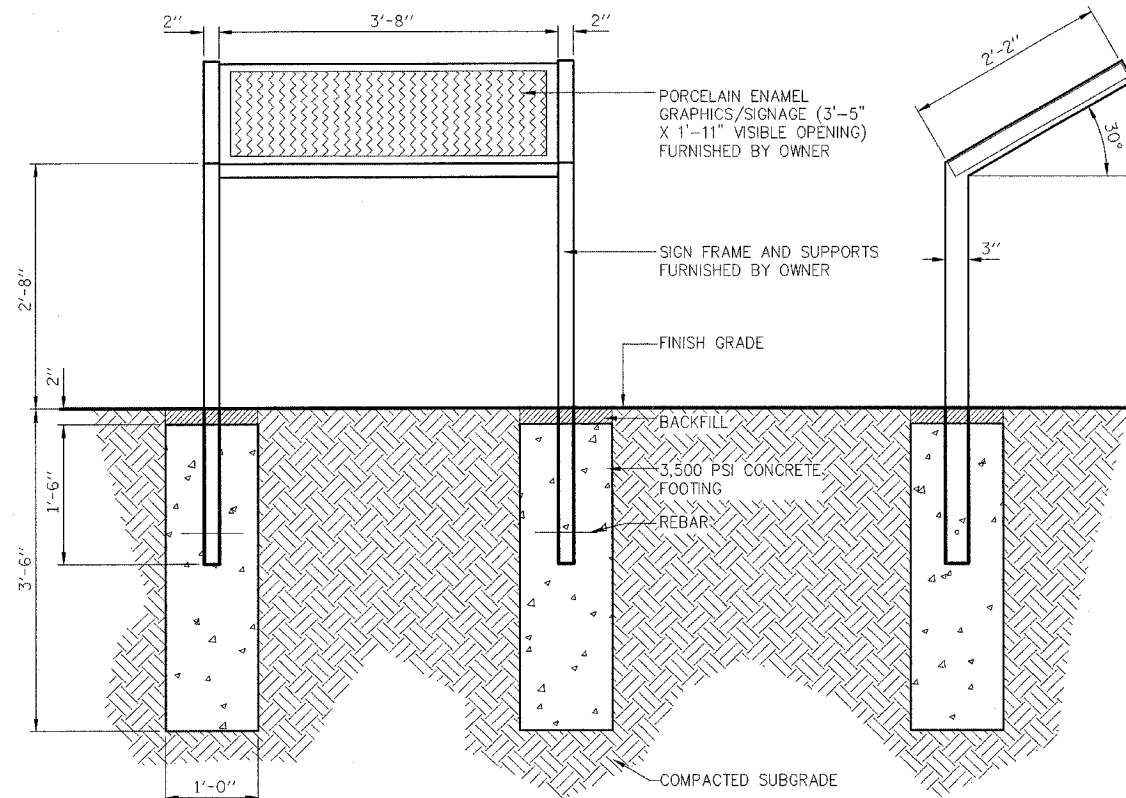 2"
3'-8"
2"
2'-2"
PORCELAIN ENAMEL
GRAPHICS/SIGNAGE (3'-5"
X 1'-11" VISIBLE OPENING)
FURNISHED BY OWNER
30°
2'-8"
SIGN FRAME AND SUPPORTS
FURNISHED BY OWNER
3"
FINISH GRADE
2"
BACKFILL
1'-6"
3,500 PSI CONCRETE
FOOTING
REBAR
3'-6"
COMPACTED SUBGRADE
1'-0"